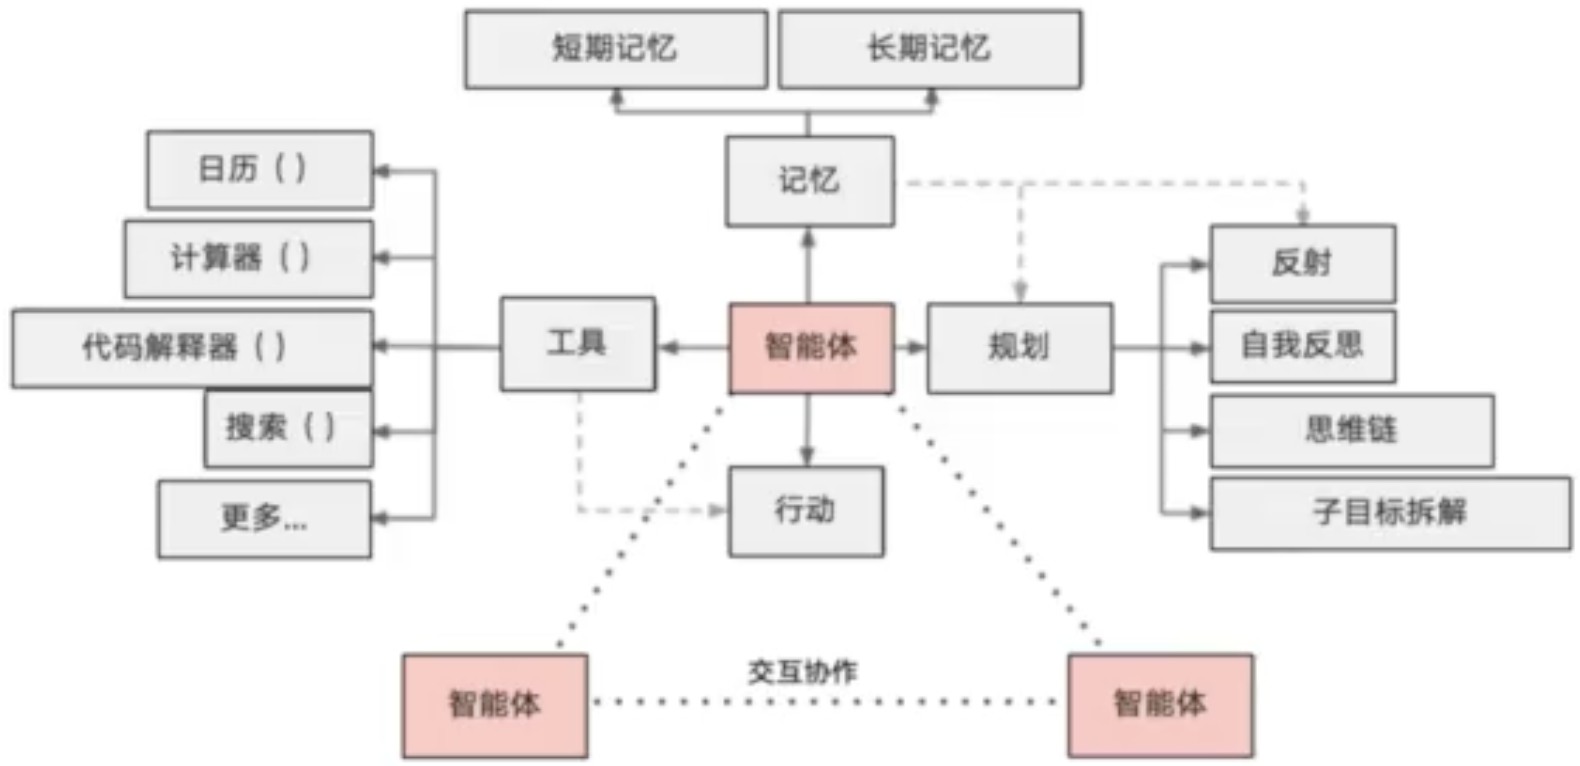 短期记忆
长期记忆
日历（）
记忆
计算器（）
反射
代码解释器（）
工具
智能体
规划
自我反思
搜索（）
思维链
更多...
行动
子目标拆解
交互协作
智能体
智能体